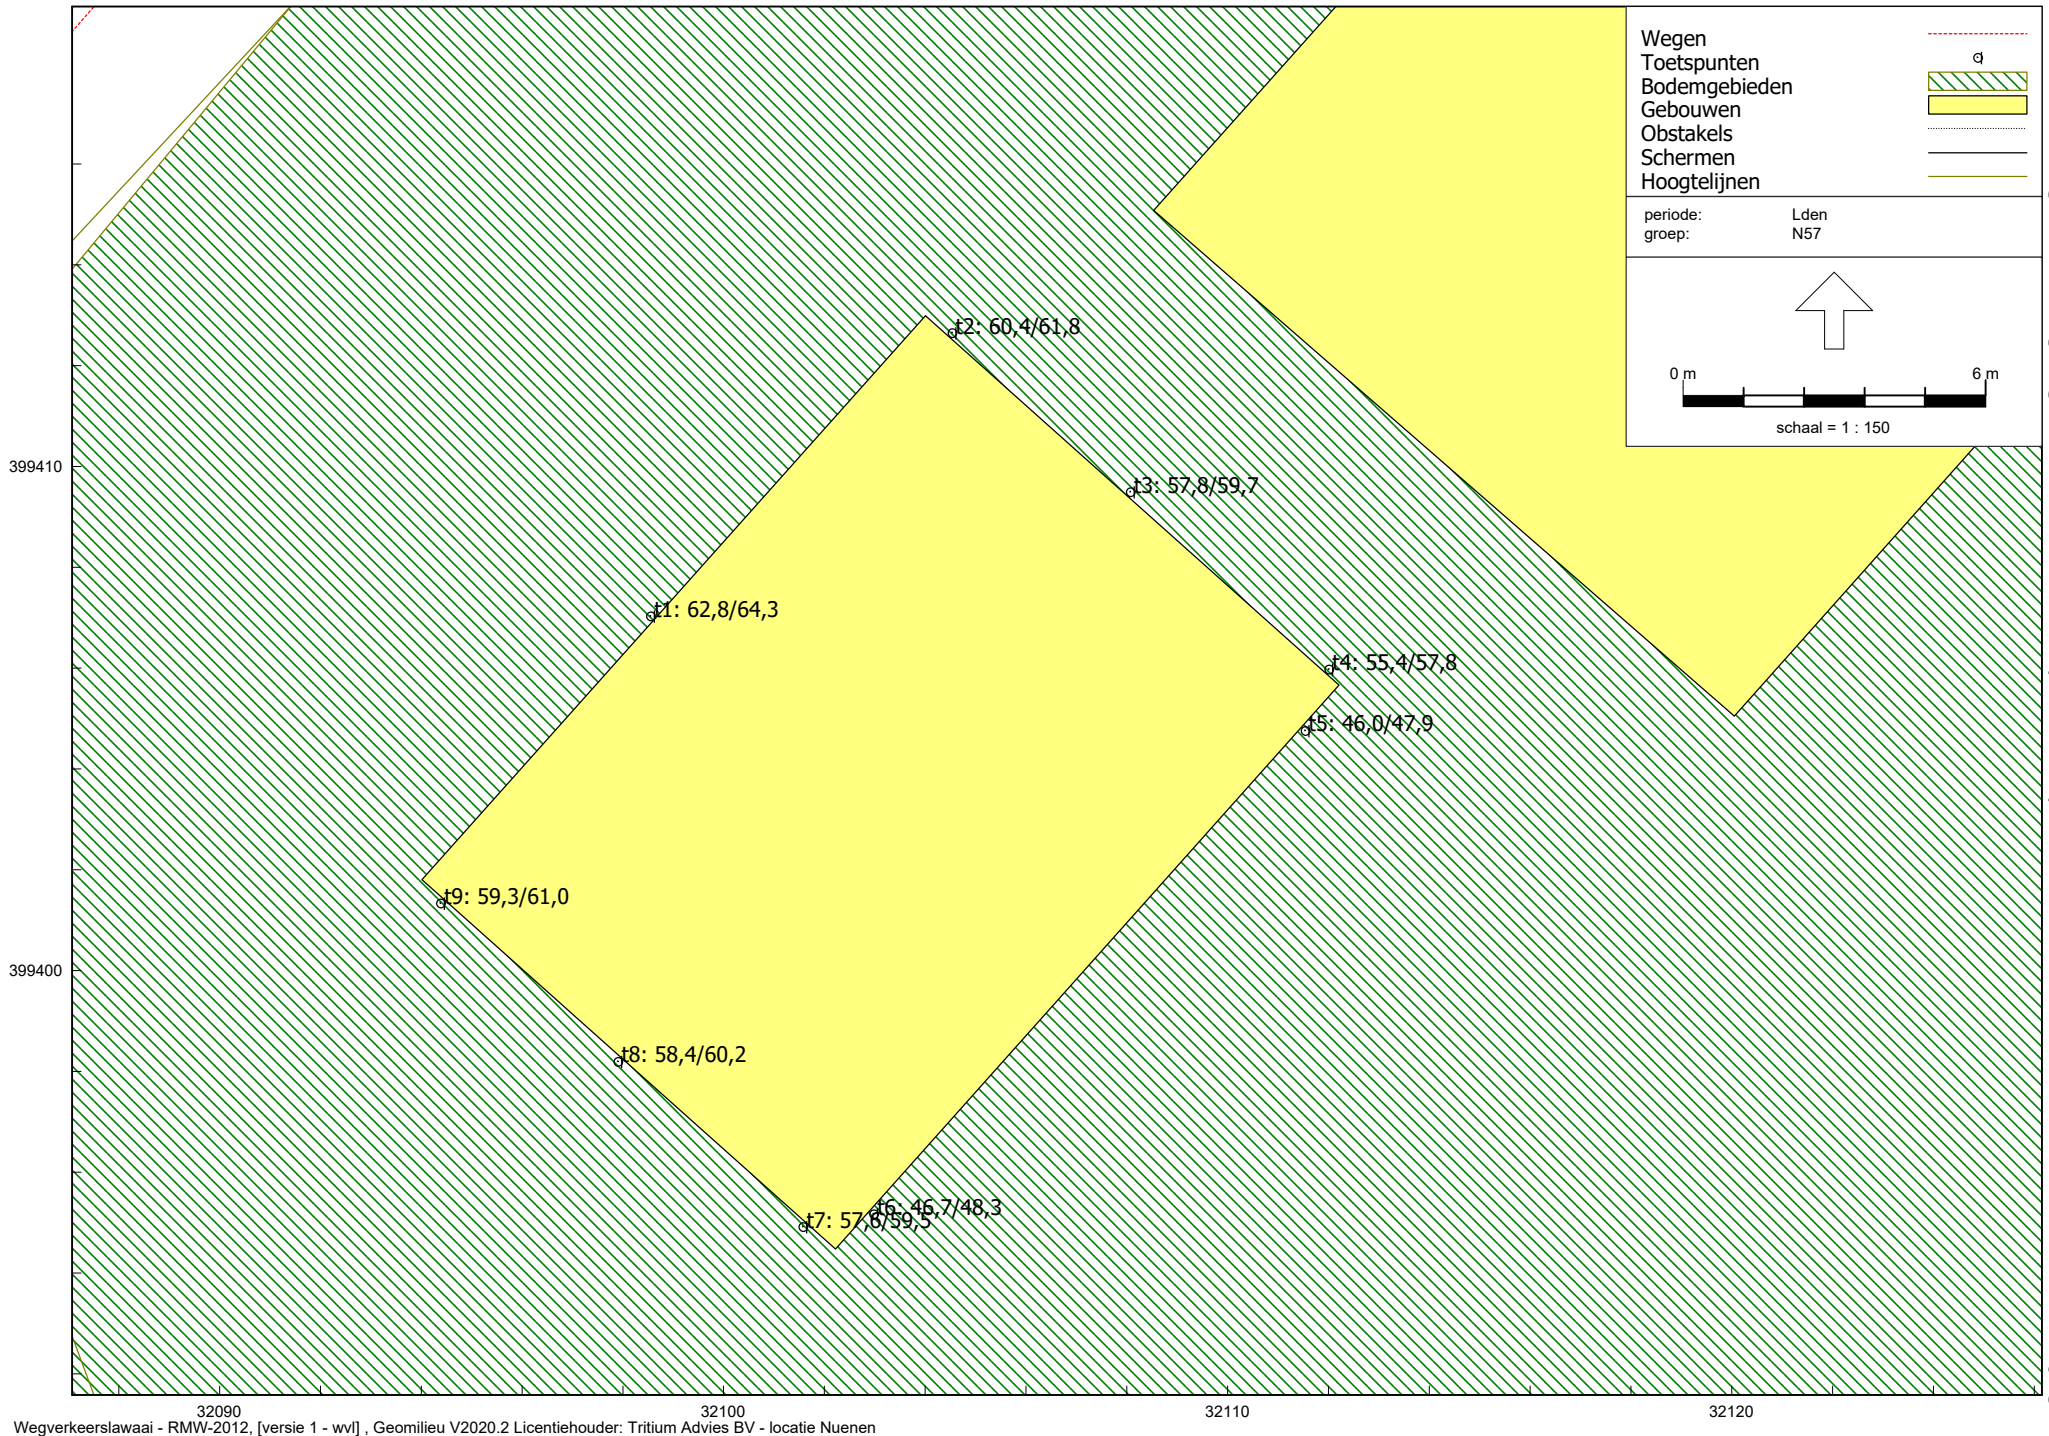 Wegen
Toetspunten
Bodemgebieden
Gebouwen
Obstakels
Schermen
Hoogtelijnen
periode: Lden
groep: N57
0 m 6 m
schaal = 1 : 150
t2: 60,4/61,8
399410
t3: 57,8/59,7
t1: 62,8/64,3
t4: 55,4/57,8
t5: 46,0/47,9
t9: 59,3/61,0
399400
t8: 58,4/60,2
t6: 46,7/48,3
t7: 57,6/59,5
32090 32100 32110 32120
Wegverkeerslawaai - RMW-2012, [versie 1 - wvl] , Geomilieu V2020.2 Licentiehouder: Tritium Advies BV - locatie Nuenen